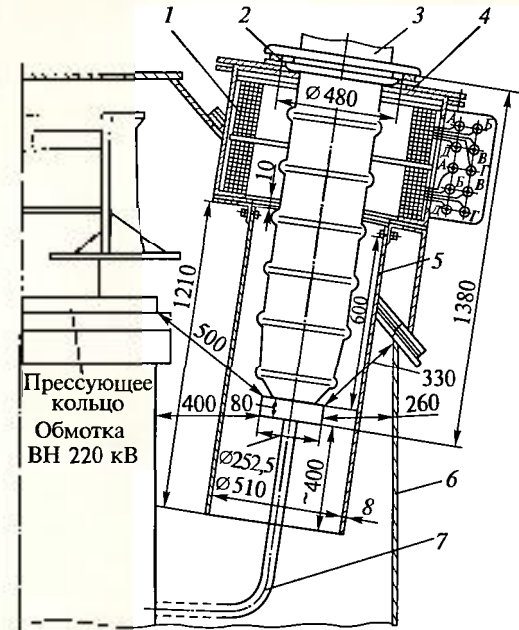 1
2
3
4
Ø 480
А Б
В
Г Г
А
Б В
Д Г
10
5
1210
600
1380
500
330
Прессующее
кольцо
400
80
260
Обмотка
ВН 220 кВ
Ø252,5
Ø 510
~400
8
6
7